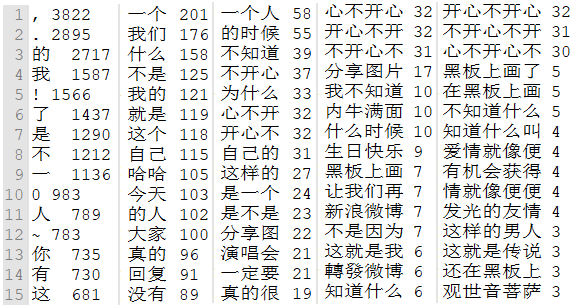 1 , 3822 一个 201 一个人 58 心不开心 32 开心不开心 32
2 . 2895 我们 176 的时候 55 开心不开 32 不开心不开 31
3 的 2717 什么 158 不知道 39 不开心不 31 心不开心不 30
4 我 1587 不是 125 不开心 37 分享图片 17 黑板上画了 5
5 ! 1566 我的 121 为什么 33 我不知道 10 在黑板上画 5
6 了 1437 就是 119 心不开 32 内牛满面 10 不知道什么 5
7 是 1290 这个 118 开心不 32 什么时候 10 知道什么叫 4
8 不 1212 自己 115 自己的 31 生日快乐 9 爱情就像便 4
9 一 1136 哈哈 105 这样的 27 黑板上画 7 有机会获得 4
10 0 983 今天 103 是一个 24 让我们再 7 情就像便便 4
11 人 789 的人 102 是不是 23 新浪微博 7 发光的友情 4
12 ~ 783 大家 100 分享图 22 不是因为 7 这样的男人 3
13 你 735 真的 96 演唱会 21 这就是我 6 这就是传说 3
14 有 730 回复 91 一定要 21 轉發微博 6 还在黑板上 3
15 这 681 没有 89 真的很 19 知道什么 6 观世音菩萨 3